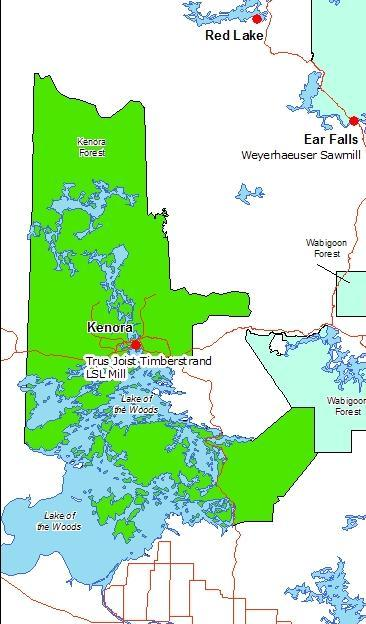 Red Lake
Ear Falls
Weyerhaeuser Sawmill
Kenora
Forest
Wabigoon
Forest
Kenora
Trus Joist Timberstrand
LSL Mill
Lake of
the Woods
Wabigoon
Forest
Lake of
the Woods